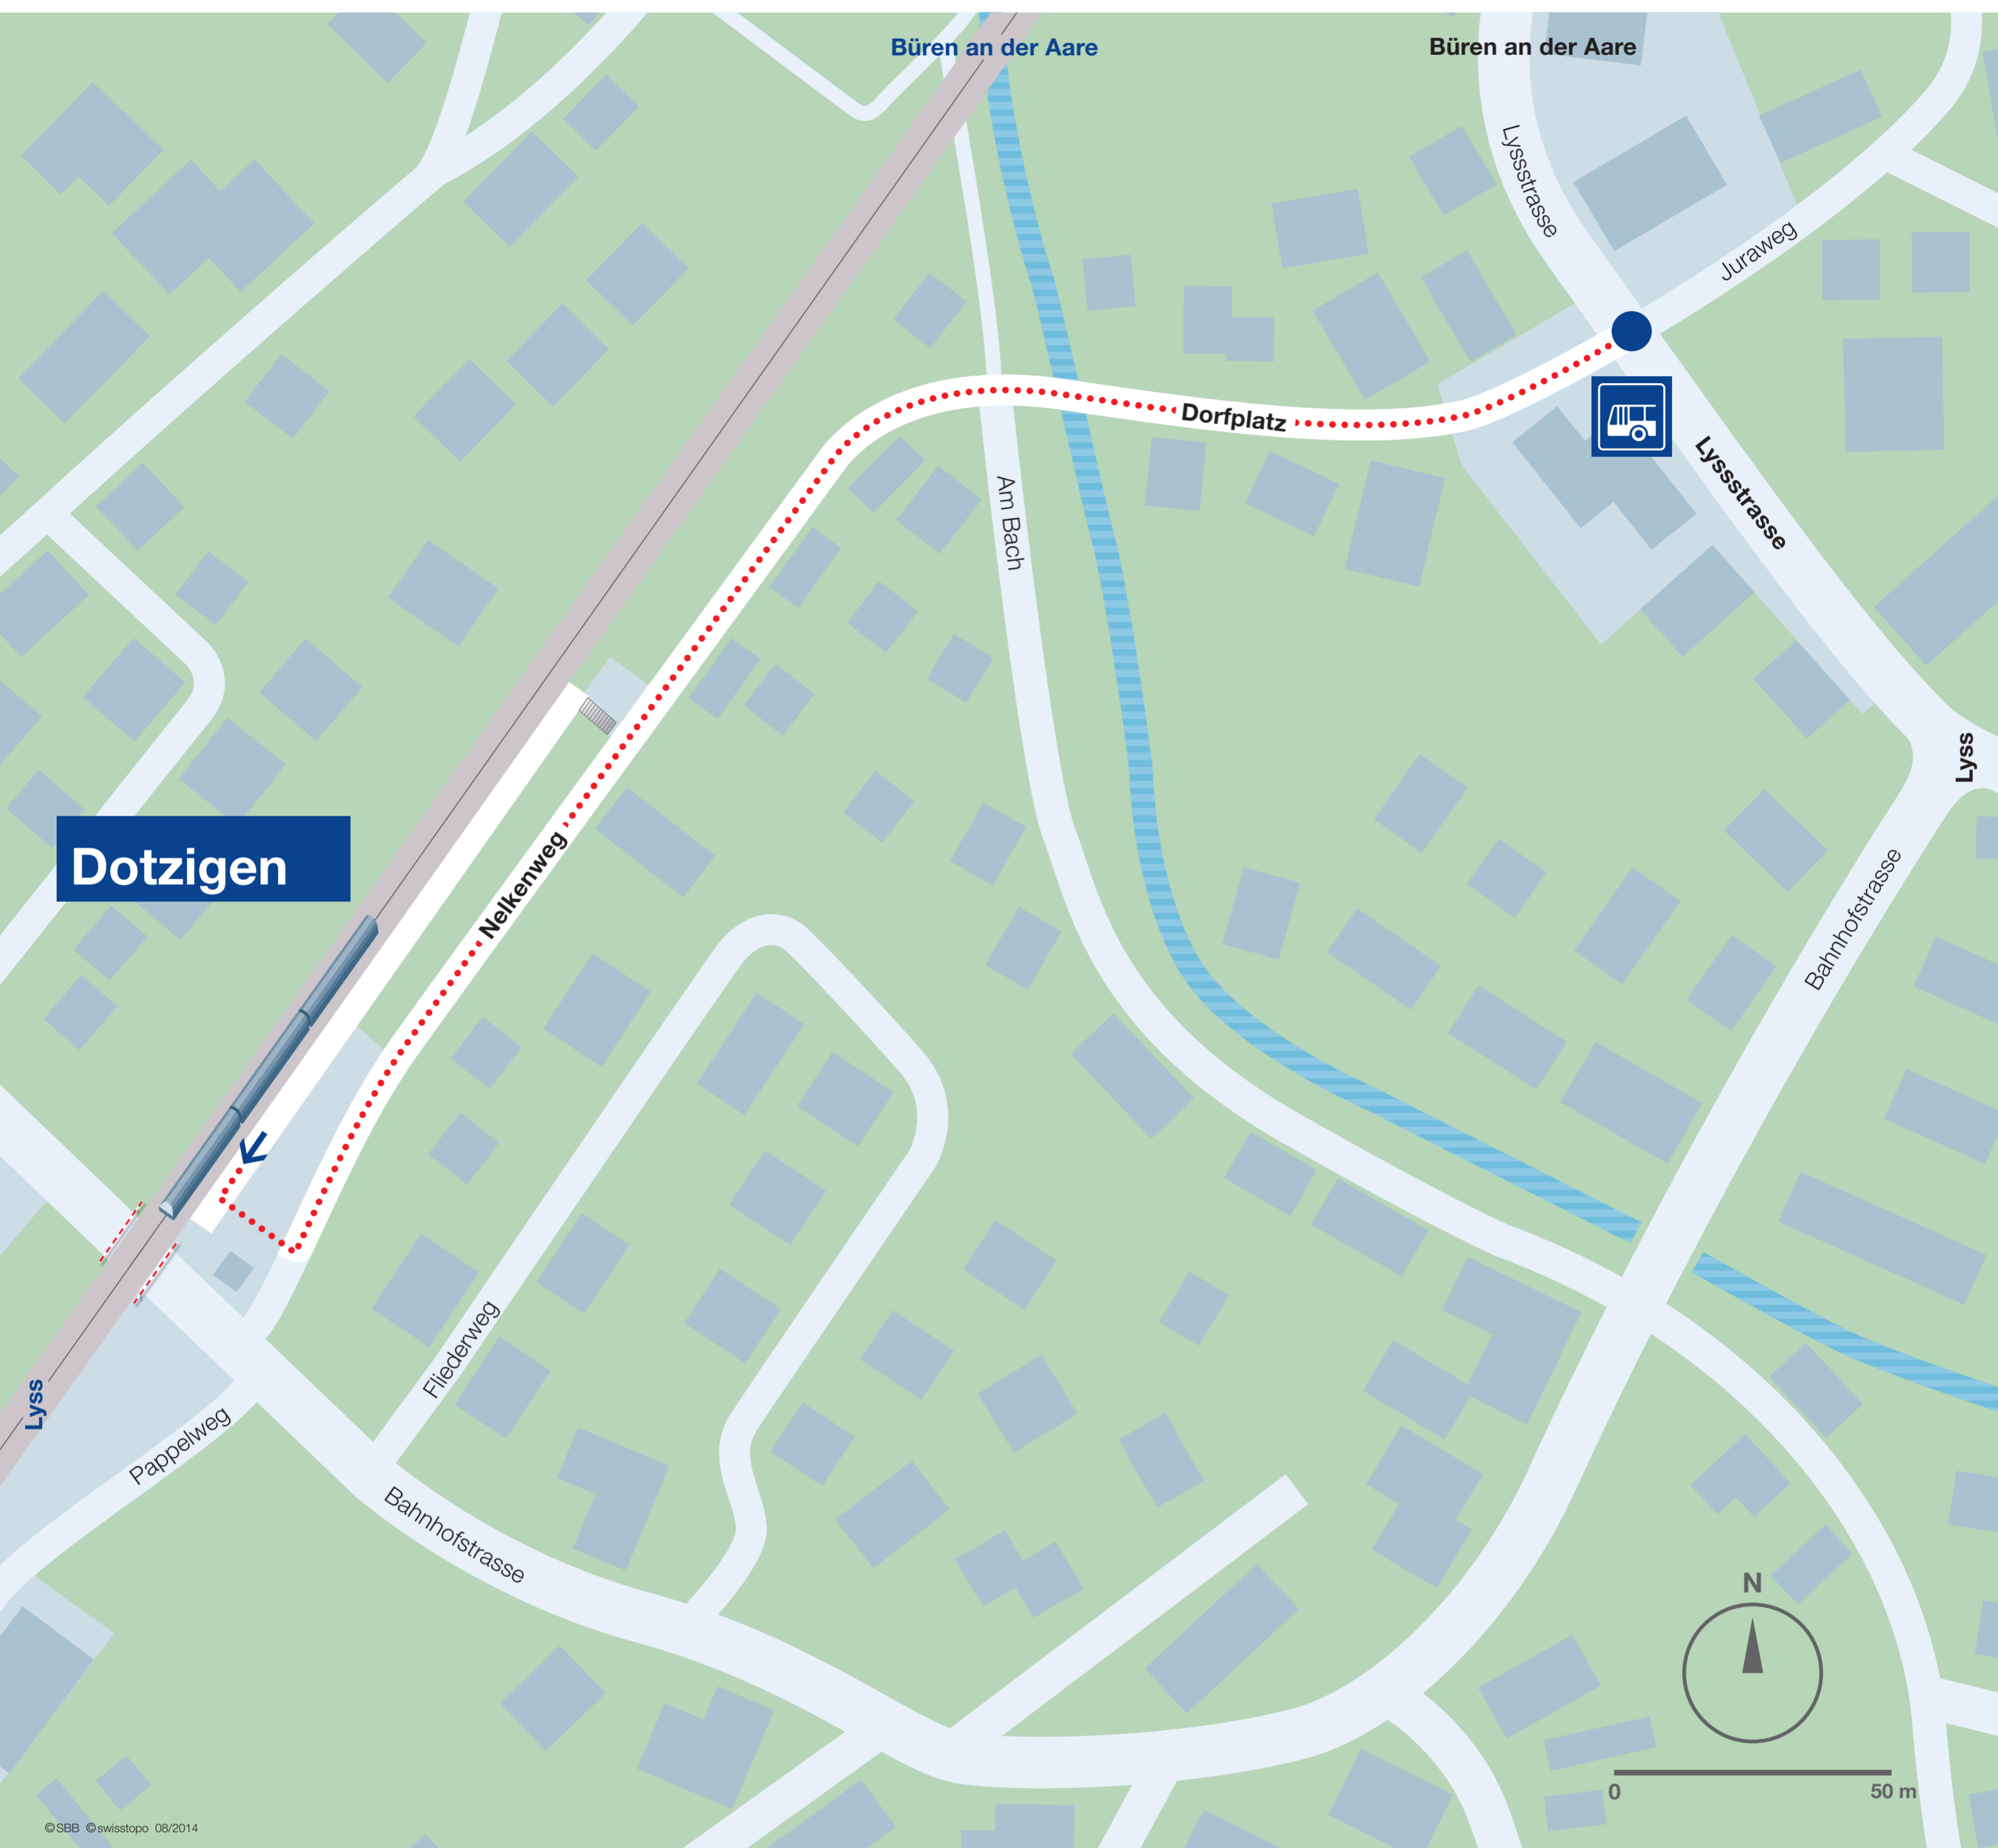 Büren an der Aare
Büren an der Aare
Lyssstrasse
Juraweg
Dorfplatz
Lyssstrasse
Am Bach
Lyss
Dotzigen
Nelkenweg
Bahnhofstrasse
Fliederweg
Lyss
Pappelweg
Bahnhofstrasse
N
0
50 m
©SBB ©swisstopo 08/2014